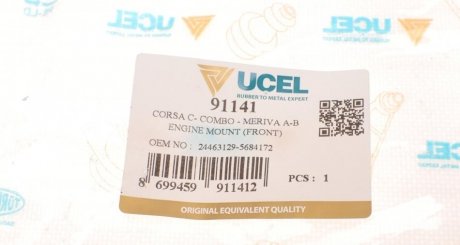 UCEL
RUBBER TO METAL EXPERT
91141
CORSA C- COMBO - MERIVA A-B
ENGINE MOUNT (FRONT)
OEM NO : 24463129-5684172
PCS : 1
8 699459 911412
ORIGINAL EQUIVALENT QUALITY